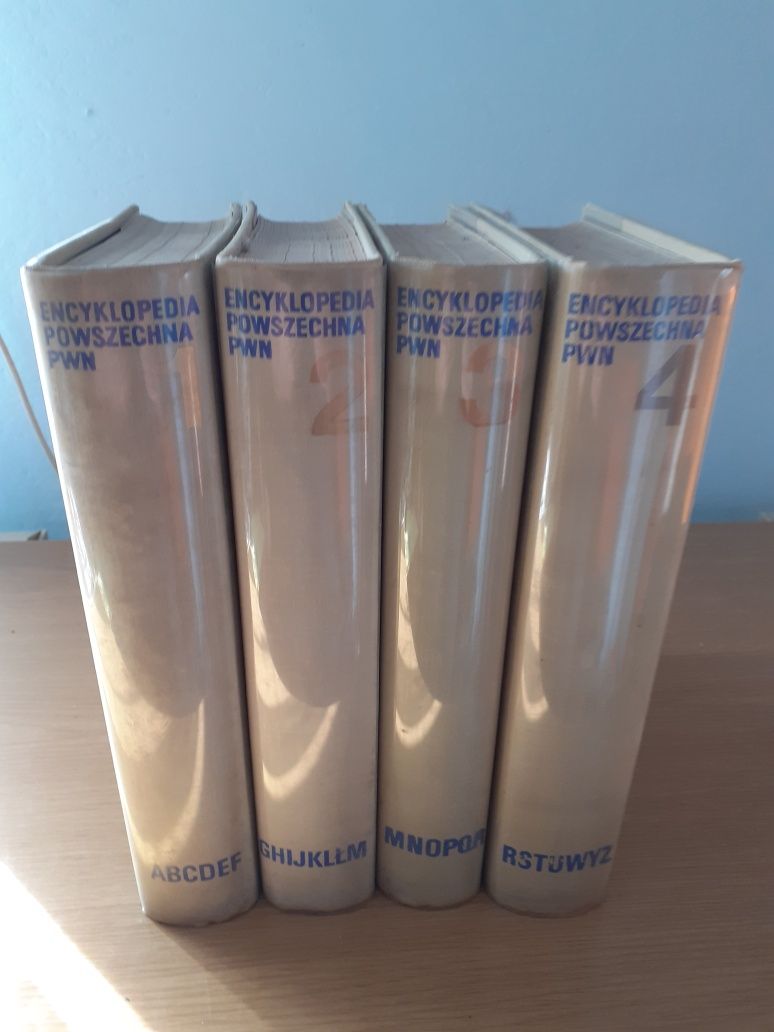 ENCYKLOPEDIA
POWSZECHNA
PWN
1
ABCDEF
ENCYKLOPEDIA
POWSZECHNA
PWN
2
GHIJKLŁM
ENCYKLOPEDIA
POWSZECHNA
PWN
3
MNOPQR
ENCYKLOPEDIA
POWSZECHNA
PWN
4
RSTUWYZ